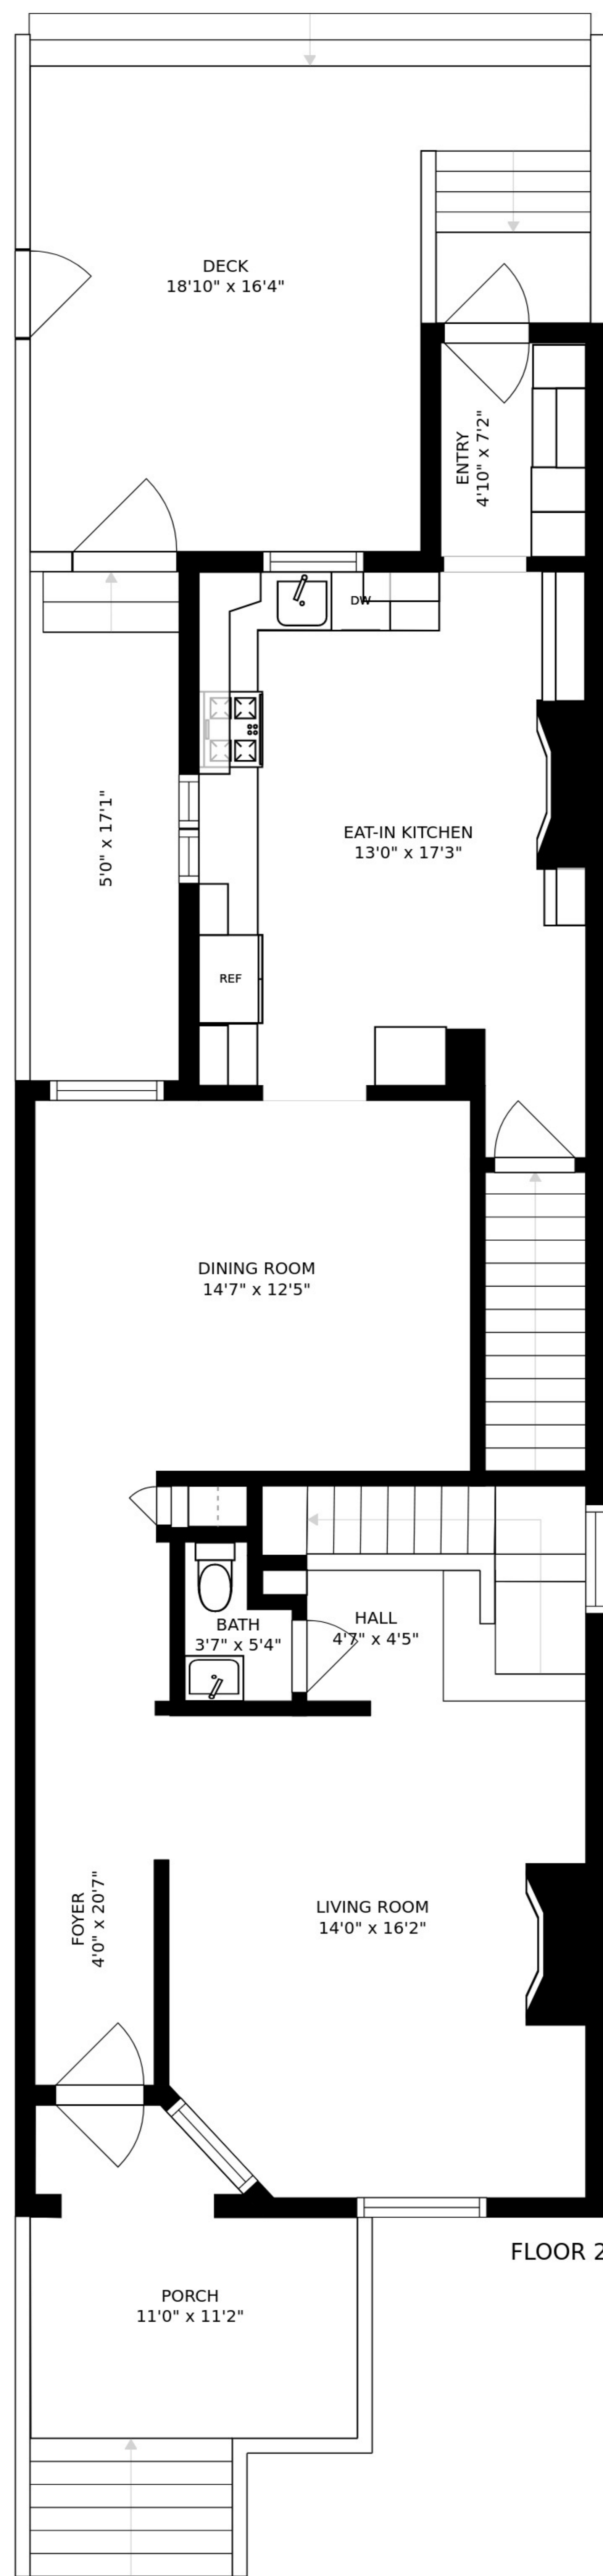 DECK
18'10" x 16'4"
ENTRY
4'10" x 7'2"
DW
5'0" x 17'1"
EAT-IN KITCHEN
13'0" x 17'3"
REF
DINING ROOM
14'7" x 12'5"
BATH
3'7" x 5'4"
HALL
4'7" x 4'5"
FOYER
4'0" x 20'7"
LIVING ROOM
14'0" x 16'2"
FLOOR 2
PORCH
11'0" x 11'2"